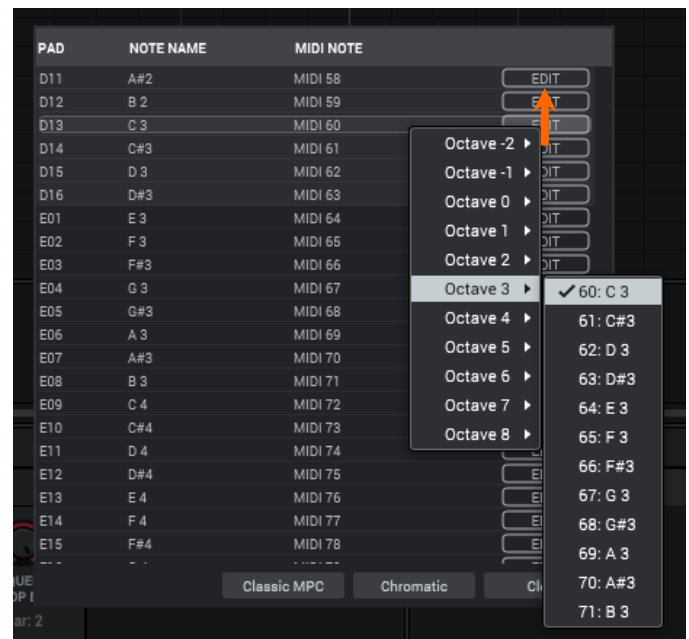 PAD NOTE NAME MIDI NOTE
D11 A#2 MIDI 58 EDIT
D12 B 2 MIDI 59
D13 C 3 MIDI 60
D14 C#3 MIDI 61
D15 D 3 MIDI 62
D16 D#3 MIDI 63
E01 E 3 MIDI 64
E02 F 3 MIDI 65
E03 F#3 MIDI 66
E04 G 3 MIDI 67
E05 G#3 MIDI 68
E06 A 3 MIDI 69
E07 A#3 MIDI 70
E08 B 3 MIDI 71
E09 C 4 MIDI 72
E10 C#4 MIDI 73
E11 D 4 MIDI 74
E12 D#4 MIDI 75
E13 E 4 MIDI 76
E14 F 4 MIDI 77
E15 F#4 MIDI 78
Octave -2
Octave -1
Octave 0
Octave 1
Octave 2
Octave 3
Octave 4
Octave 5
Octave 6
Octave 7
Octave 8
60: C 3
61: C#3
62: D 3
63: D#3
64: E 3
65: F 3
66: F#3
67: G 3
68: G#3
69: A 3
70: A#3
71: B 3
Classic MPC Chromatic
ar: 2